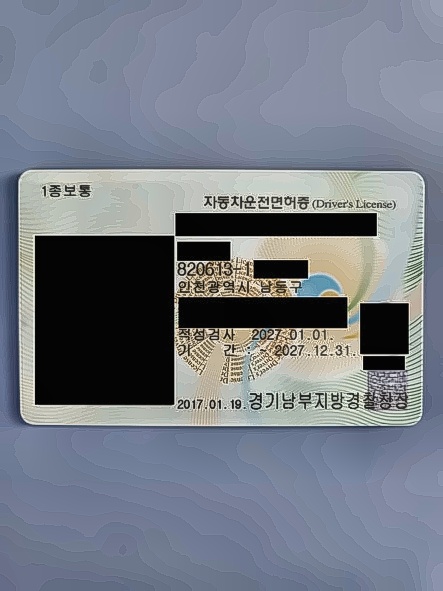 1종보통
자동차운전면허증 (Driver's License)
820613-1
인천광역시 남동구
적성검사 2027.01.01.
기 간: ~ 2027.12.31.
2017.01.19. 경기남부지방경찰청장